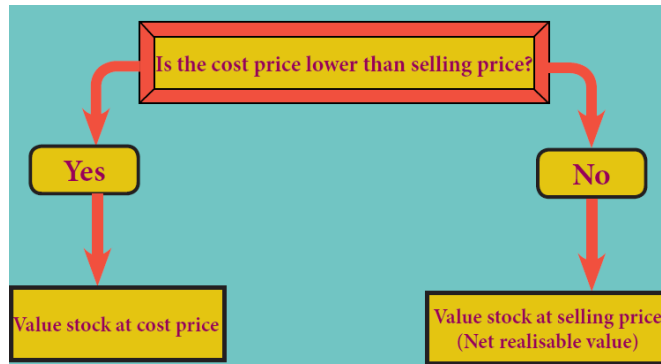 Is the cost price lower than selling price?
Yes
No
Value stock at cost price
Value stock at selling price
(Net realisable value)